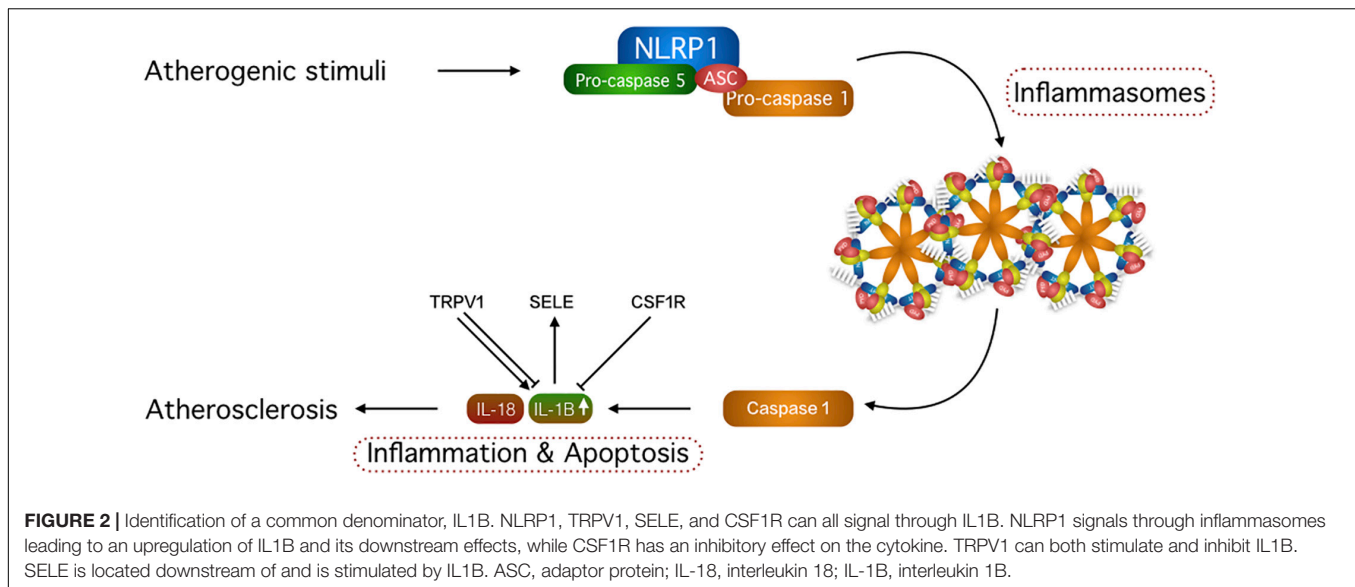 Atherogenic stimuli
NLRP1
Pro-caspase 5
ASC
Pro-caspase 1
Inflammasomes
TRPV1
SELE
CSF1R
Atherosclerosis
IL-18
IL-1B
Caspase 1
Inflammation & Apoptosis
FIGURE 2 | Identification of a common denominator, IL1B. NLRP1, TRPV1, SELE, and CSF1R can all signal through IL1B. NLRP1 signals through inflammasomes
leading to an upregulation of IL1B and its downstream effects, while CSF1R has an inhibitory effect on the cytokine. TRPV1 can both stimulate and inhibit IL1B.
SELE is located downstream of and is stimulated by IL1B. ASC, adaptor protein; IL-18, interleukin 18; IL-1B, interleukin 1B.